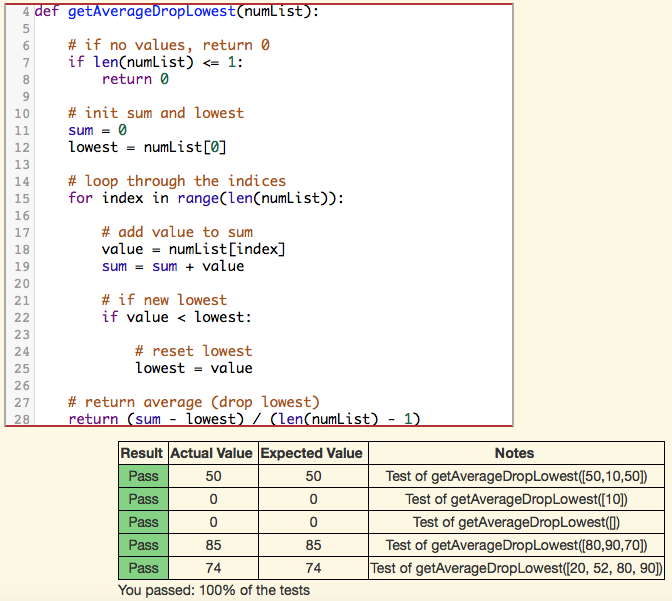 4 def getAverageDropLowest(numList):
5
6 # if no values, return 0
7 if len(numList) <= 1:
8 return 0
9
10 # init sum and lowest
11 sum = 0
12 lowest = numList[0]
13
14 # loop through the indices
15 for index in range(len(numList)):
16
17 # add value to sum
18 value = numList[index]
19 sum = sum + value
20
21 # if new lowest
22 if value < lowest:
23
24 # reset lowest
25 lowest = value
26
27 # return average (drop lowest)
28 return (sum - lowest) / (len(numList) - 1)
Result Actual Value Expected Value Notes
Pass 50 50 Test of getAverageDropLowest([50,10,50])
Pass 0 0 Test of getAverageDropLowest([10])
Pass 0 0 Test of getAverageDropLowest([])
Pass 85 85 Test of getAverageDropLowest([80,90,70])
Pass 74 74 Test of getAverageDropLowest([20, 52, 80, 90])
You passed: 100% of the tests